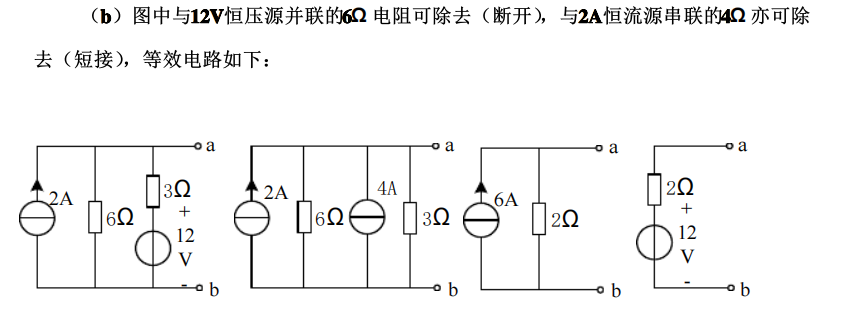 （b）图中与12V恒压源并联的6Ω 电阻可除去（断开），与2A恒流源串联的4Ω 亦可除
去（短接），等效电路如下：
a a a a
2A 6Ω 3Ω + 12 V - 2A 6Ω 4A 3Ω 6A 2Ω 2Ω + 12 V -
b b b b